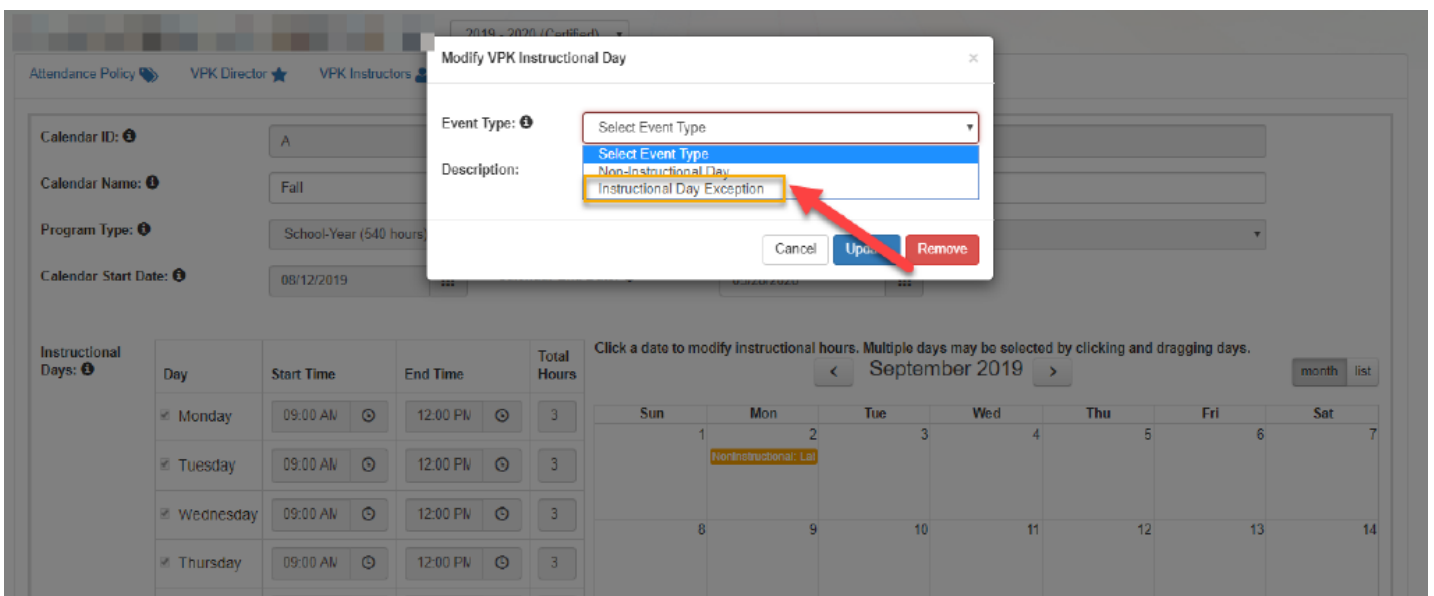 2019 - 2020 (Certified)
Modify VPK Instructional Day ×
Attendance Policy VPK Director VPK Instructors
Event Type:
Select Event Type
Select Event Type
Non-Instructional Day
Instructional Day Exception
Description:
Cancel Update Remove
Calendar ID: A
Calendar Name: Fall
Program Type: School-Year (540 hours)
Calendar Start Date: 08/12/2019
05/28/2020
Instructional Days:
Day Start Time End Time Total Hours
Monday 09:00 AM 12:00 PM 3
Tuesday 09:00 AM 12:00 PM 3
Wednesday 09:00 AM 12:00 PM 3
Thursday 09:00 AM 12:00 PM 3
Click a date to modify instructional hours. Multiple days may be selected by clicking and dragging days.
< September 2019 > month list
Sun Mon Tue Wed Thu Fri Sat
1 2 3 4 5 6 7
NonInstructional: Lal
8 9 10 11 12 13 14